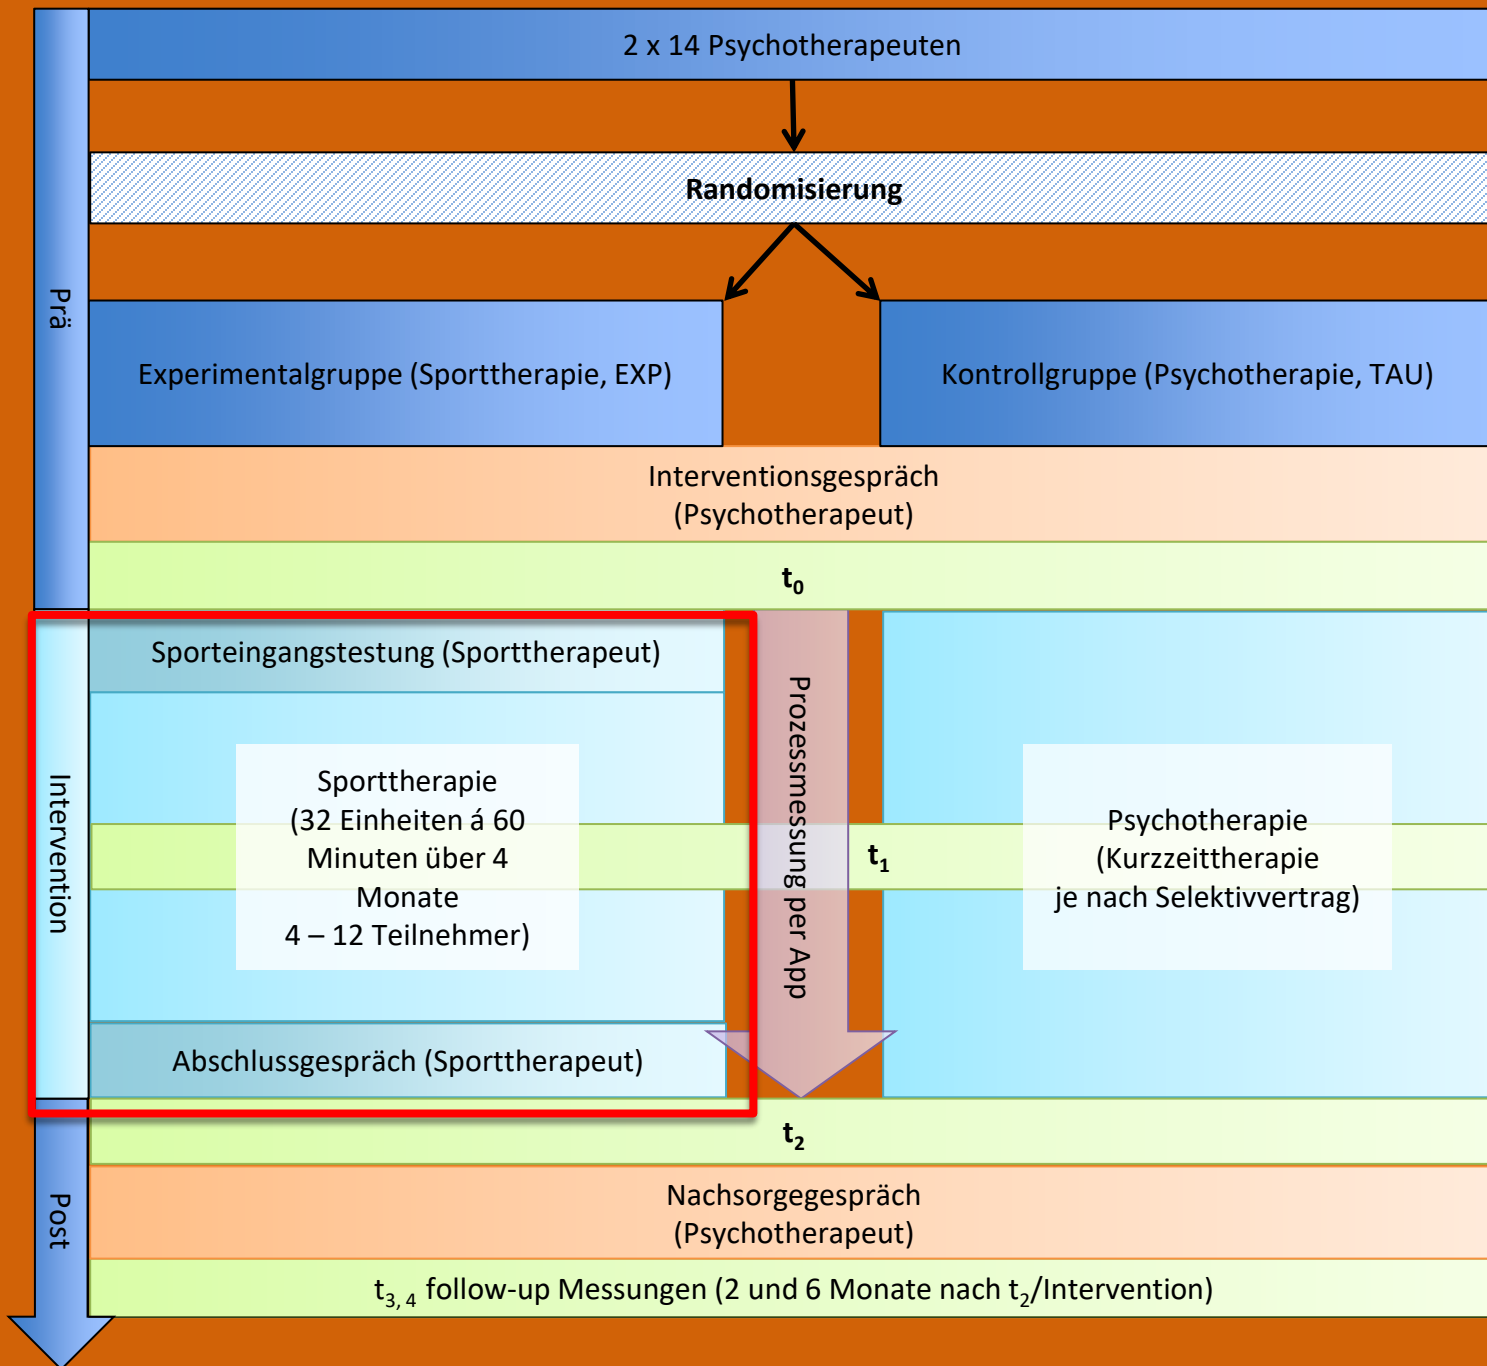 2 x 14 Psychotherapeuten
Randomisierung
Prä
Experimentalgruppe (Sporttherapie, EXP)
Kontrollgruppe (Psychotherapie, TAU)
Interventionsgespräch
(Psychotherapeut)
t0
Intervention
Sporteingangstestung (Sporttherapeut)
Sporttherapie
(32 Einheiten á 60
Minuten über 4
Monate
4 – 12 Teilnehmer)
Prozessmessung per App
t1
Psychotherapie
(Kurzzeittherapie
je nach Selektivvertrag)
Abschlussgespräch (Sporttherapeut)
Post
t2
Nachsorgegespräch
(Psychotherapeut)
t3, 4 follow-up Messungen (2 und 6 Monate nach t2/Intervention)